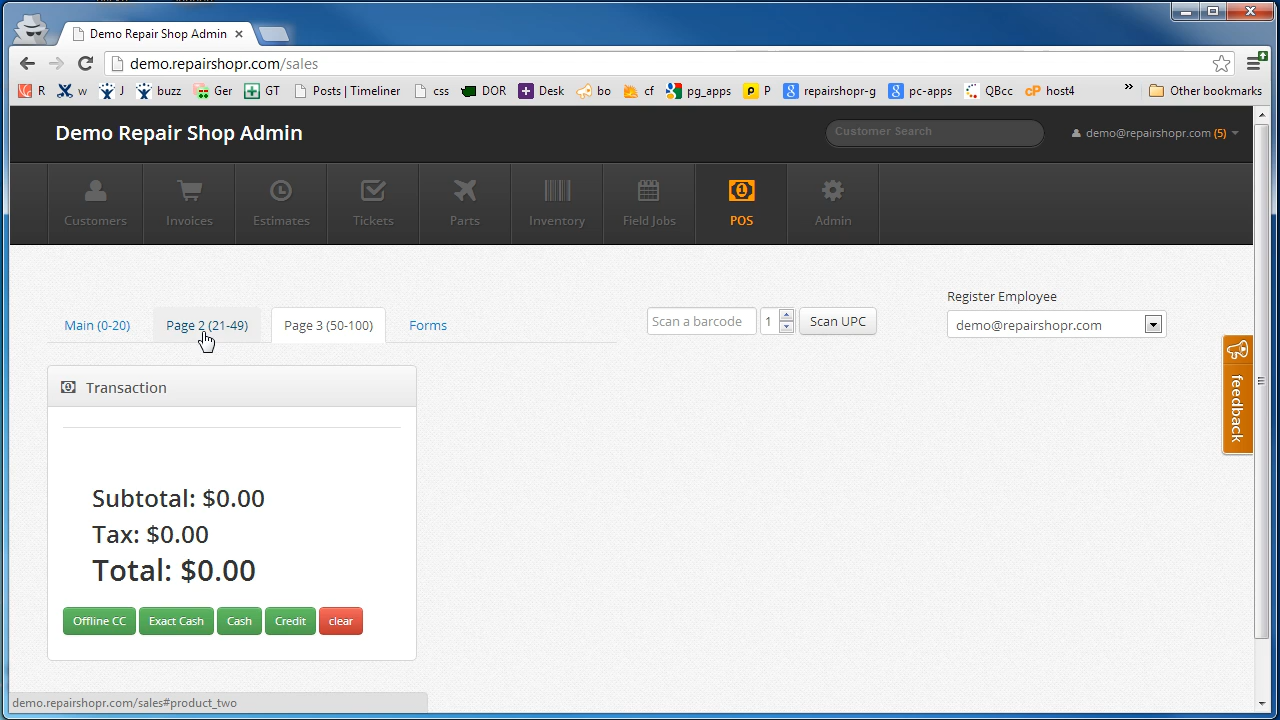 Demo Repair Shop Admin
demo.repairshopr.com/sales
R w J buzz Ger GT Posts | Timeliner css DOR Desk bo cf pg_apps P repairshopr-g pc-apps QBcc host4 » Other bookmarks
Demo Repair Shop Admin
Customer Search
demo@repairshopr.com (5)
Customers Invoices Estimates Tickets Parts Inventory Field Jobs POS Admin
Register Employee
Main (0-20) Page 2 (21-49) Page 3 (50-100) Forms
Scan a barcode 1 Scan UPC
demo@repairshopr.com
feedback
Transaction
Subtotal: $0.00
Tax: $0.00
Total: $0.00
Offline CC Exact Cash Cash Credit clear
demo.repairshopr.com/sales#product_two